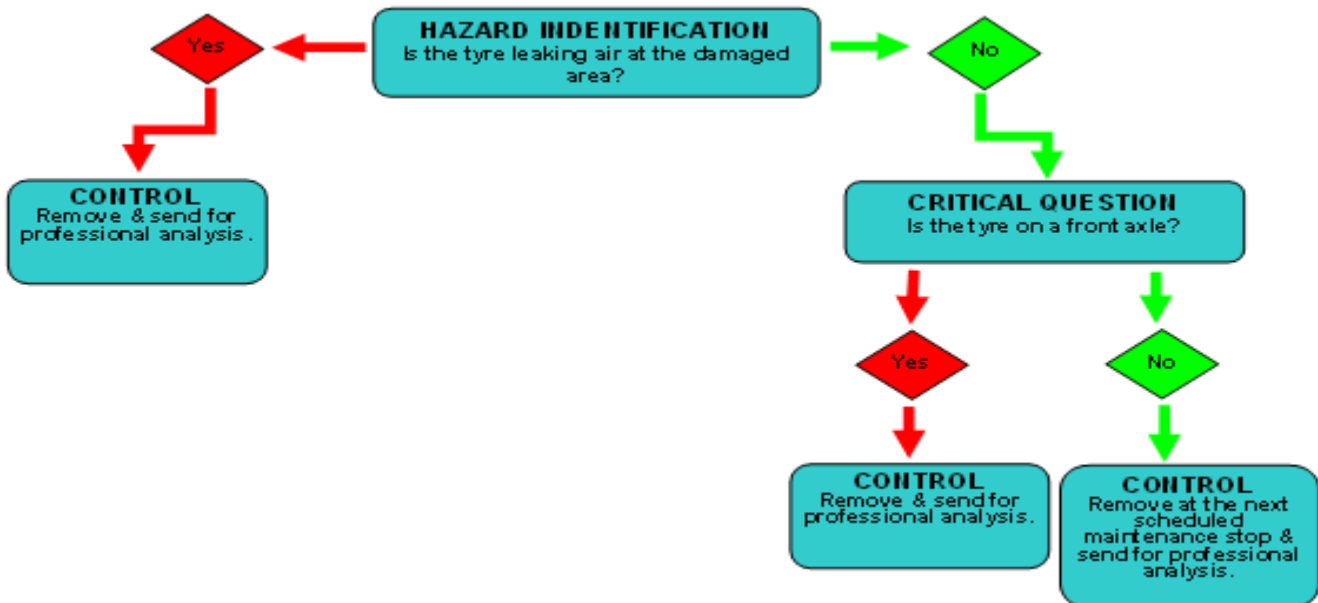 HAZARD INDENTIFICATION
Is the tyre leaking air at the damaged
area?
Yes
No
CONTROL
Remove & send for
professional analysis.
CRITICAL QUESTION
Is the tyre on a front axle?
Yes
No
CONTROL
Remove & send for
professional analysis.
CONTROL
Remove at the next
scheduled
maintenance stop &
send for professional
analysis.